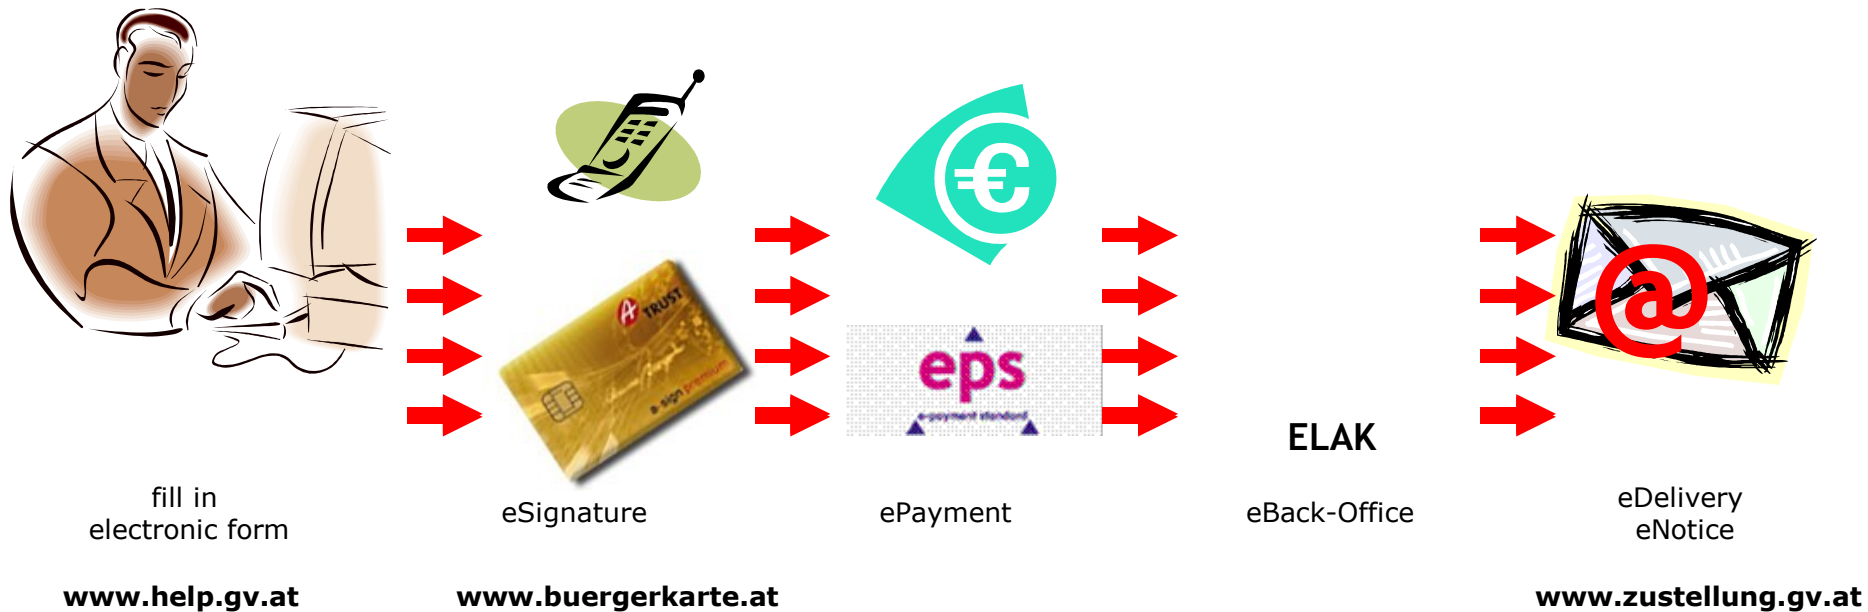 A
TRUST
a-sign premium
€
eps
e-payment standard
@
ELAK
fill in
electronic form
eSignature
ePayment
eBack-Office
eDelivery
eNotice
www.help.gv.at
www.buergerkarte.at
www.zustellung.gv.at